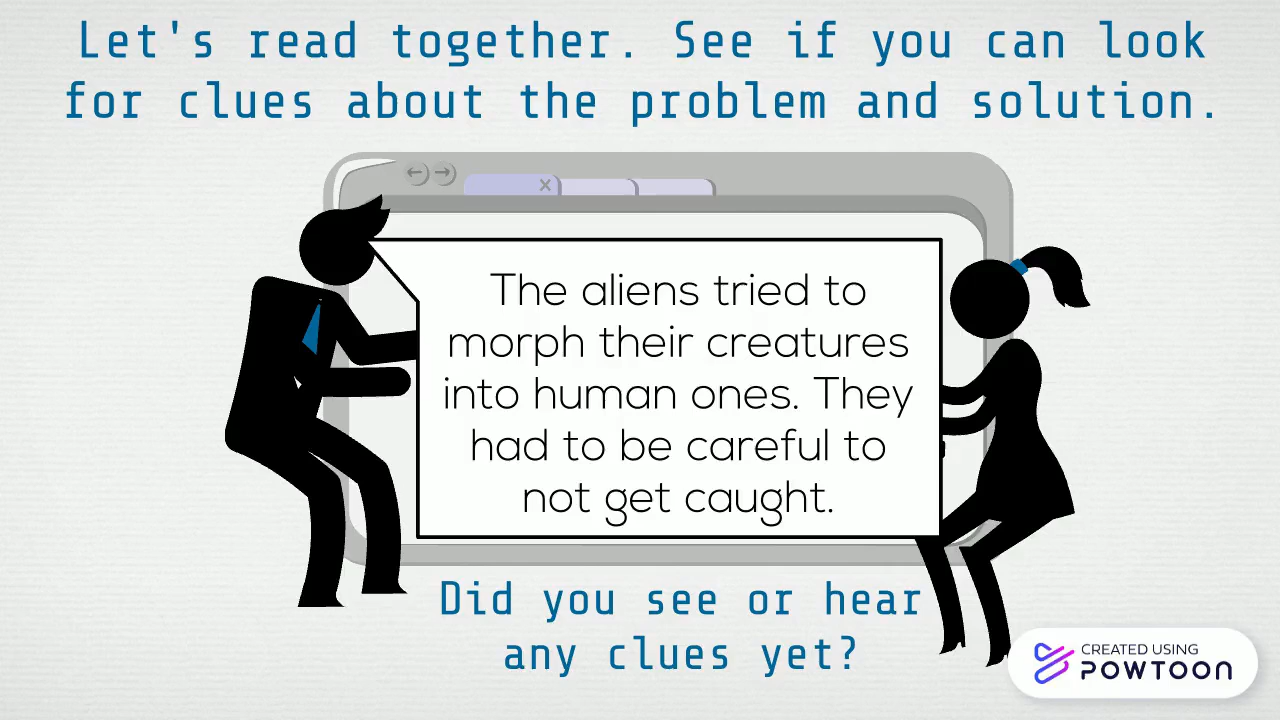 Let's read together. See if you can look
for clues about the problem and solution.
The aliens tried to
morph their creatures
into human ones. They
had to be careful to
not get caught.
Did you see or hear
any clues yet?
CREATED USING
POWTOON